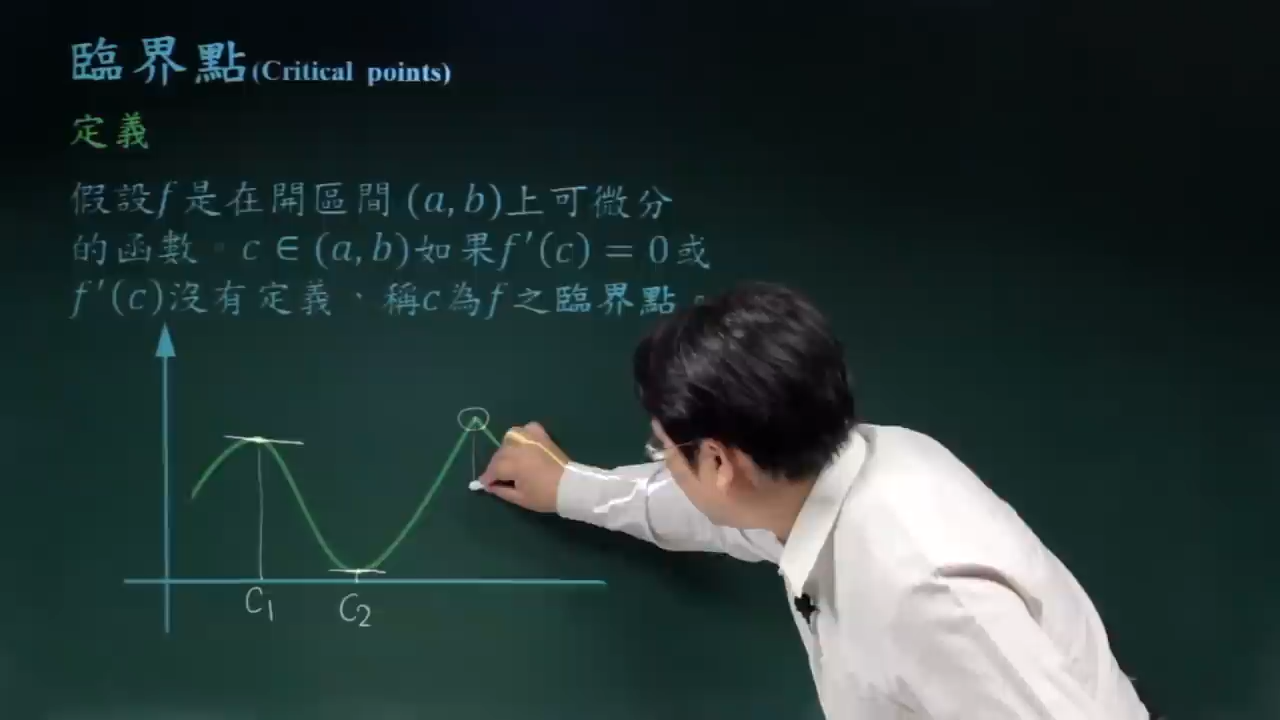 臨界點(Critical points)
定義
假設f是在開區間 (a, b)上可微分
的函數。c ∈ (a, b)如果f′(c) = 0或
f′(c)沒有定義、稱c為f之臨界點。
C₁ C₂